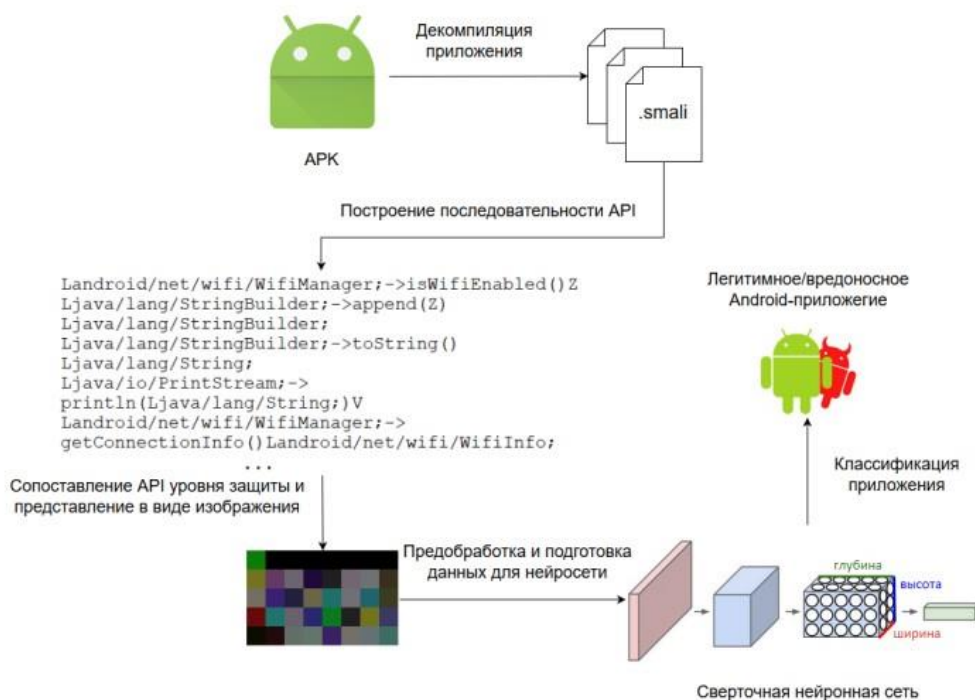 Декомпиляция
приложения
.smali
APK
Построение последовательности API
Landroid/net/wifi/WifiManager;->isWifiEnabled()Z
Ljava/lang/StringBuilder;->append(Z)
Ljava/lang/StringBuilder;
Ljava/lang/StringBuilder;->toString()
Ljava/lang/String;
Ljava/io/PrintStream;->
println(Ljava/lang/String;)V
Landroid/net/wifi/WifiManager;->
getConnectionInfo()Landroid/net/wifi/WifiInfo;
...
Легитимное/вредоносное
Android-приложегие
Классификация
приложения
Сопоставление API уровня защиты и
представление в виде изображения
Предобработка и подготовка
данных для нейросети
глубина
высота
ширина
Сверточная нейронная сеть